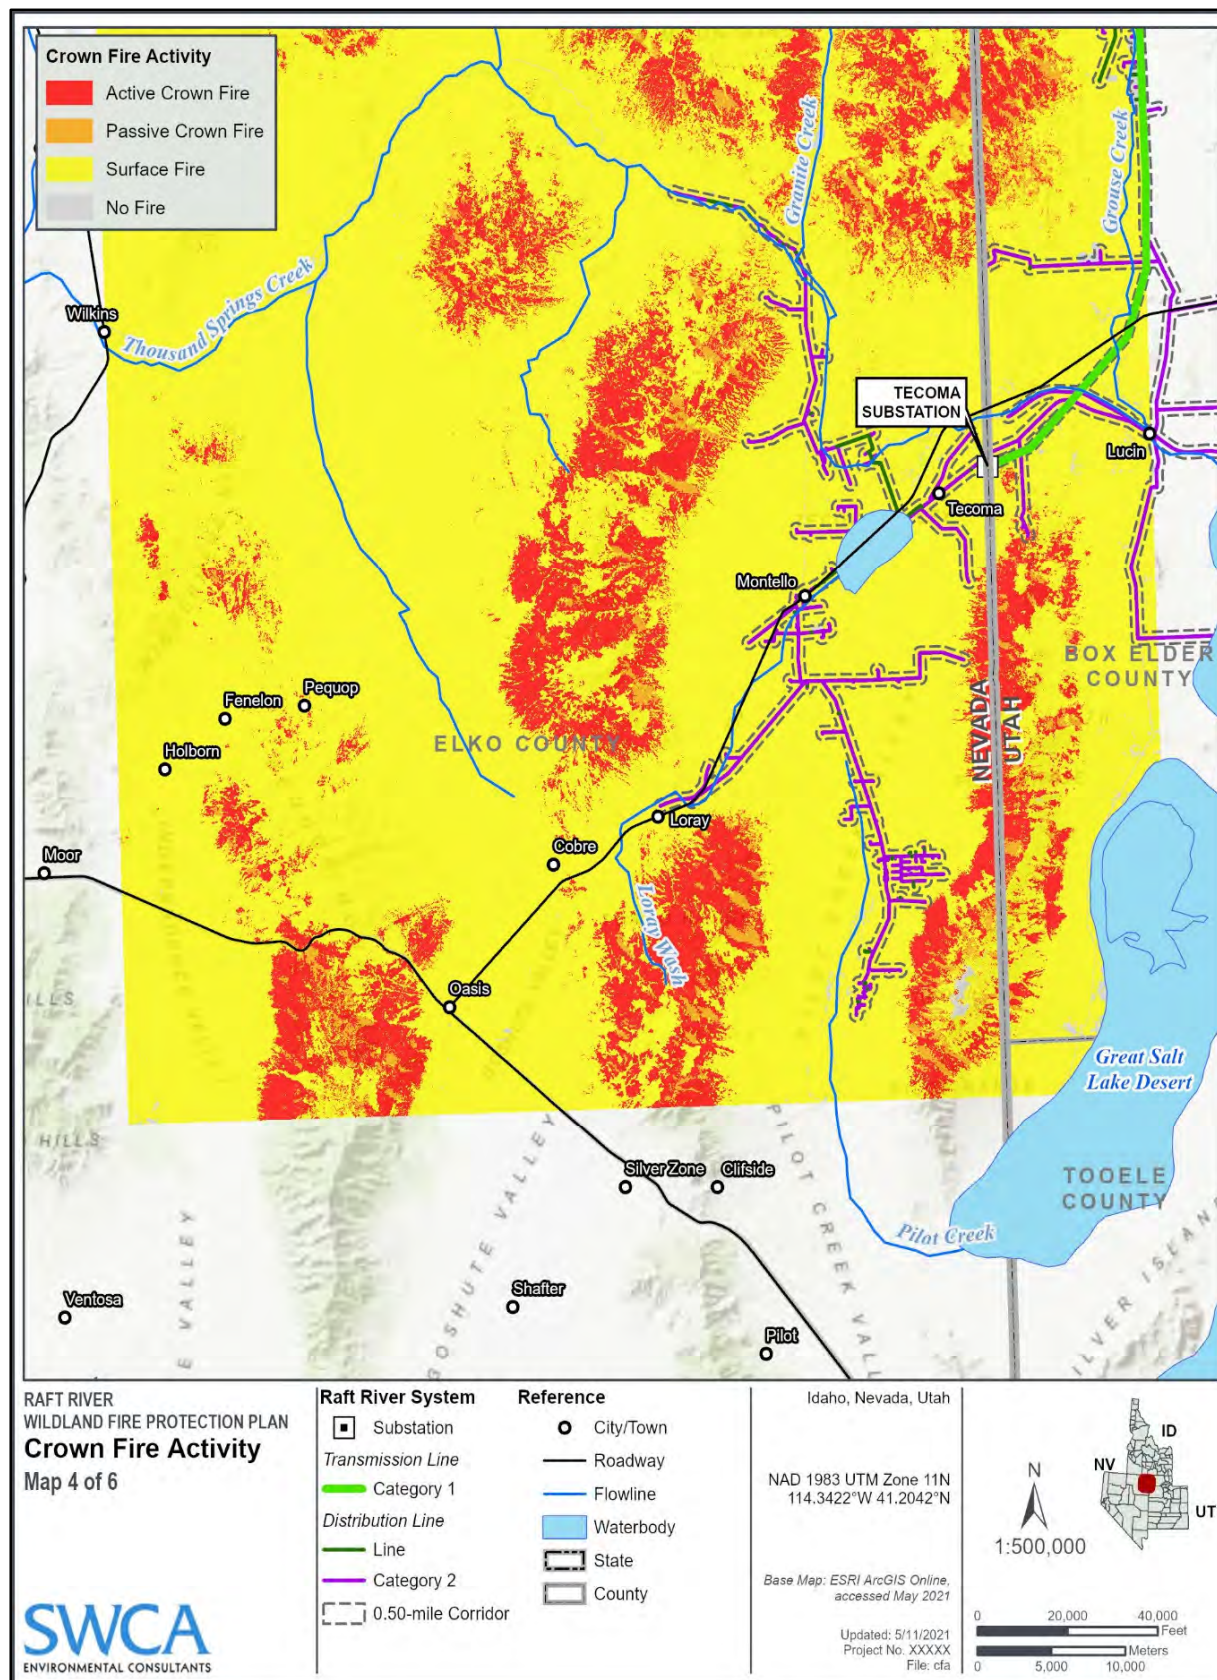 Crown Fire Activity
Active Crown Fire
Passive Crown Fire
Surface Fire
No Fire
Granite Creek
Grouse Creek
Wilkins
Thousand Springs Creek
TECOMA
SUBSTATION
Lucin
Tecoma
Montello
BOX ELDER
COUNTY
NEVADA
UTAH
Pequop
Fenelon
ELKO COUNTY
Holborn
Loray
Cobre
Moor
Loray Wash
Oasis
ILLS
Great Salt
Lake Desert
HILLS
Silver Zone
Clifside
TOOELE
COUNTY
Pilot Creek
GOSHUTE VALLEY
PILOT CREEK VALL
ILVER ISLAN
E VALLEY
Ventosa
Shafter
Pilot
RAFT RIVER
WILDLAND FIRE PROTECTION PLAN
Crown Fire Activity
Map 4 of 6
SWCA
ENVIRONMENTAL CONSULTANTS
Raft River System
Substation
Transmission Line
Category 1
Distribution Line
Line
Category 2
0.50-mile Corridor
Reference
City/Town
Roadway
Flowline
Waterbody
State
County
Idaho, Nevada, Utah
NAD 1983 UTM Zone 11N
114.3422°W 41.2042°N
Base Map: ESRI ArcGIS Online,
accessed May 2021
Updated: 5/11/2021
Project No. XXXXX
File: cfa
N
1:500,000
ID
NV
UT
0 20,000 40,000
Feet
Meters
0 5,000 10,000